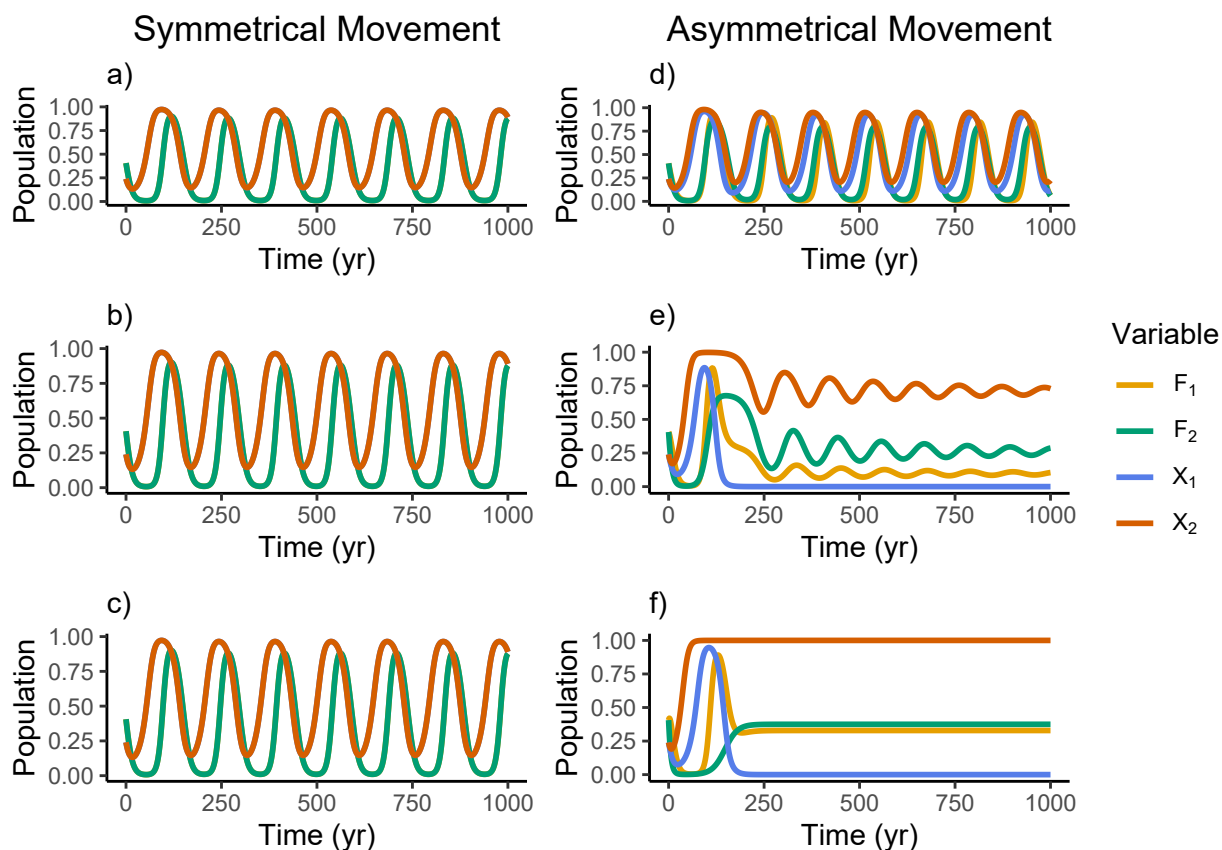 Symmetrical Movement
Asymmetrical Movement
a)
1.00
0.75
0.50
0.25
0.00
Population
0 250 500 750 1000
Time (yr)
d)
1.00
0.75
0.50
0.25
0.00
Population
0 250 500 750 1000
Time (yr)
b)
1.00
0.75
0.50
0.25
0.00
Population
0 250 500 750 1000
Time (yr)
e)
1.00
0.75
0.50
0.25
0.00
Population
0 250 500 750 1000
Time (yr)
c)
1.00
0.75
0.50
0.25
0.00
Population
0 250 500 750 1000
Time (yr)
f)
1.00
0.75
0.50
0.25
0.00
Population
0 250 500 750 1000
Time (yr)
Variable
F₁
F₂
X₁
X₂